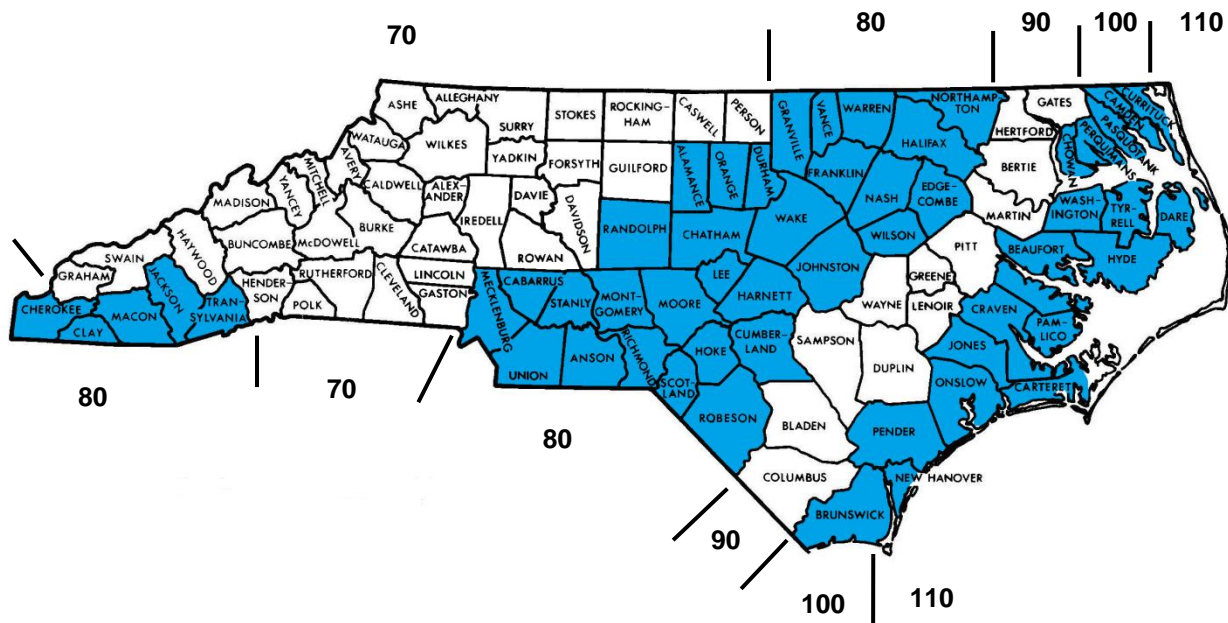 70
80
90
100
110
ASHE
ALLEGHANY
SURRY
STOKES
ROCKING-
HAM
CASWELL
PERSON
GRANVILLE
VANCE
WARREN
NORTHAMP
TON
GATES
HERTFORD
CURRITUCK
CAMDEN
PASQUOTANK
PERQUIMANS
CHOWAN
WATAUGA
WILKES
YADKIN
FORSYTH
GUILFORD
ALAMANCE
ORANGE
DURHAM
FRANKLIN
HALIFAX
BERTIE
MITCHELL
AVERY
YANCEY
MADISON
CALDWELL
ALEX-
ANDER
IREDELL
DAVIE
DAVIDSON
RANDOLPH
CHATHAM
WAKE
NASH
EDGE-
COMBE
MARTIN
WASH-
INGTON
TYR-
RELL
DARE
HAYWOOD
BUNCOMBE
McDOWELL
BURKE
CATAWBA
ROWAN
WILSON
PITT
BEAUFORT
HYDE
SWAIN
GRAHAM
JACKSON
HENDER-
SON
RUTHERFORD
POLK
CLEVELAND
LINCOLN
GASTON
MECKLENBURG
CABARRUS
STANLY
MONT-
GOMERY
MOORE
LEE
HARNETT
JOHNSTON
WAYNE
GREENE
LENOIR
CRAVEN
PAM-
LICO
CHEROKEE
CLAY
MACON
TRAN-
SYLVANIA
UNION
ANSON
RICHMOND
SCOT-
LAND
HOKE
CUMBER-
LAND
SAMPSON
DUPLIN
JONES
ONSLOW
CARTERET
ROBESON
BLADEN
PENDER
COLUMBUS
NEW HANOVER
BRUNSWICK
80
70
80
90
100
110